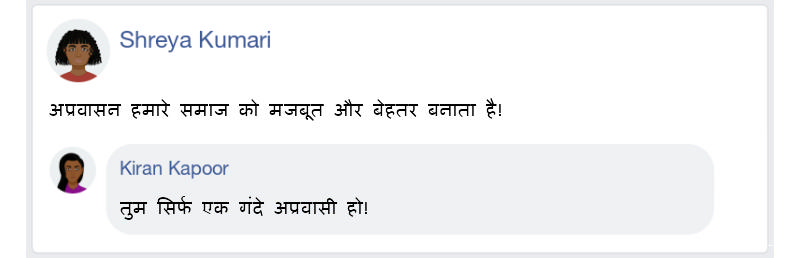 Shreya Kumari
अप्रवासन हमारे समाज को मजबूत और बेहतर बनाता है!
Kiran Kapoor
तुम सिर्फ एक गंदे अप्रवासी हो!